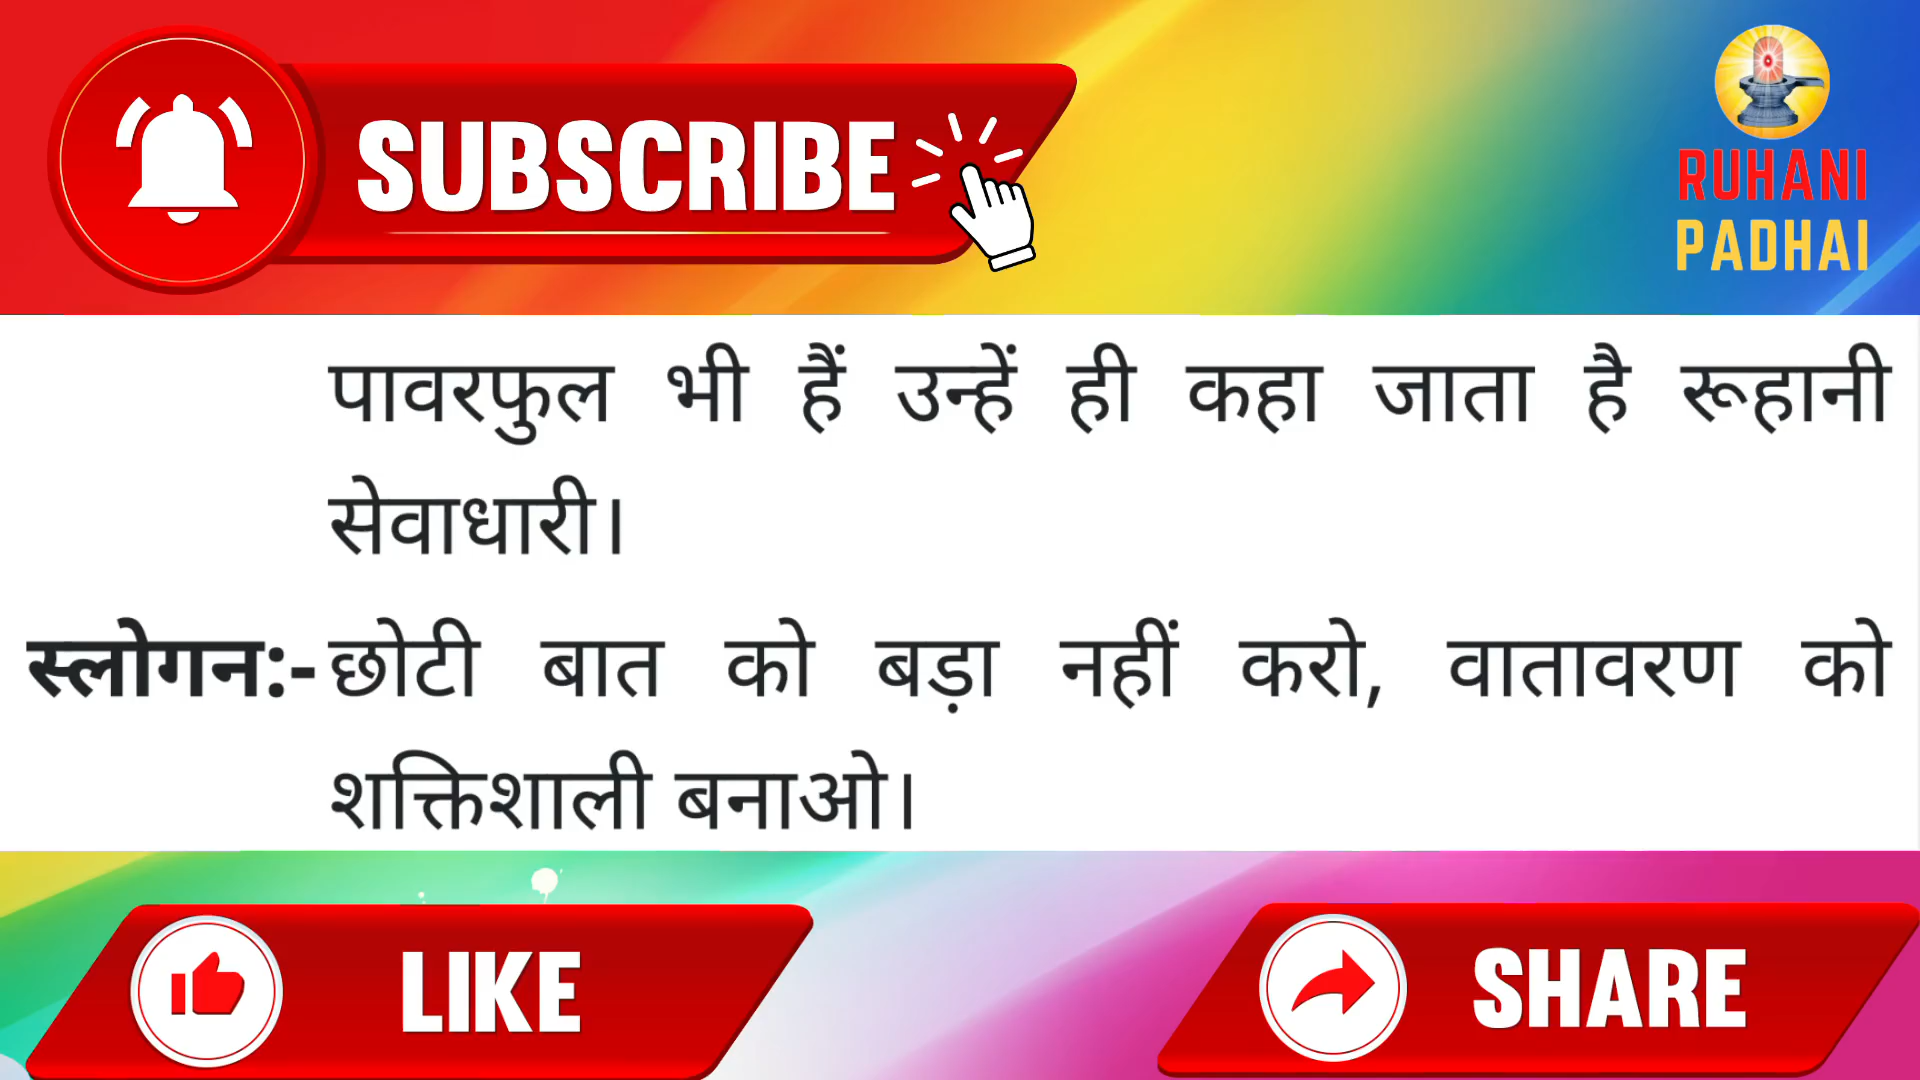 SUBSCRIBE
RUHANI
PADHAI
पावरफुल भी हैं उन्हें ही कहा जाता है रूहानी
सेवाधारी।
स्लोगन:- छोटी बात को बड़ा नहीं करो, वातावरण को
शक्तिशाली बनाओ।
LIKE
SHARE